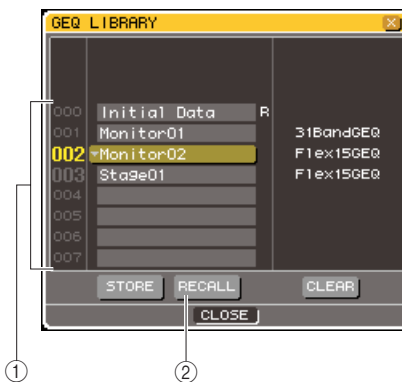 GEQ LIBRARY
000 Initial Data R
001 Monitor01 31BandGEQ
002 Monitor02 Flex15GEQ
003 Stage01 Flex15GEQ
004
005
006
007
STORE RECALL CLEAR
CLOSE
1 2